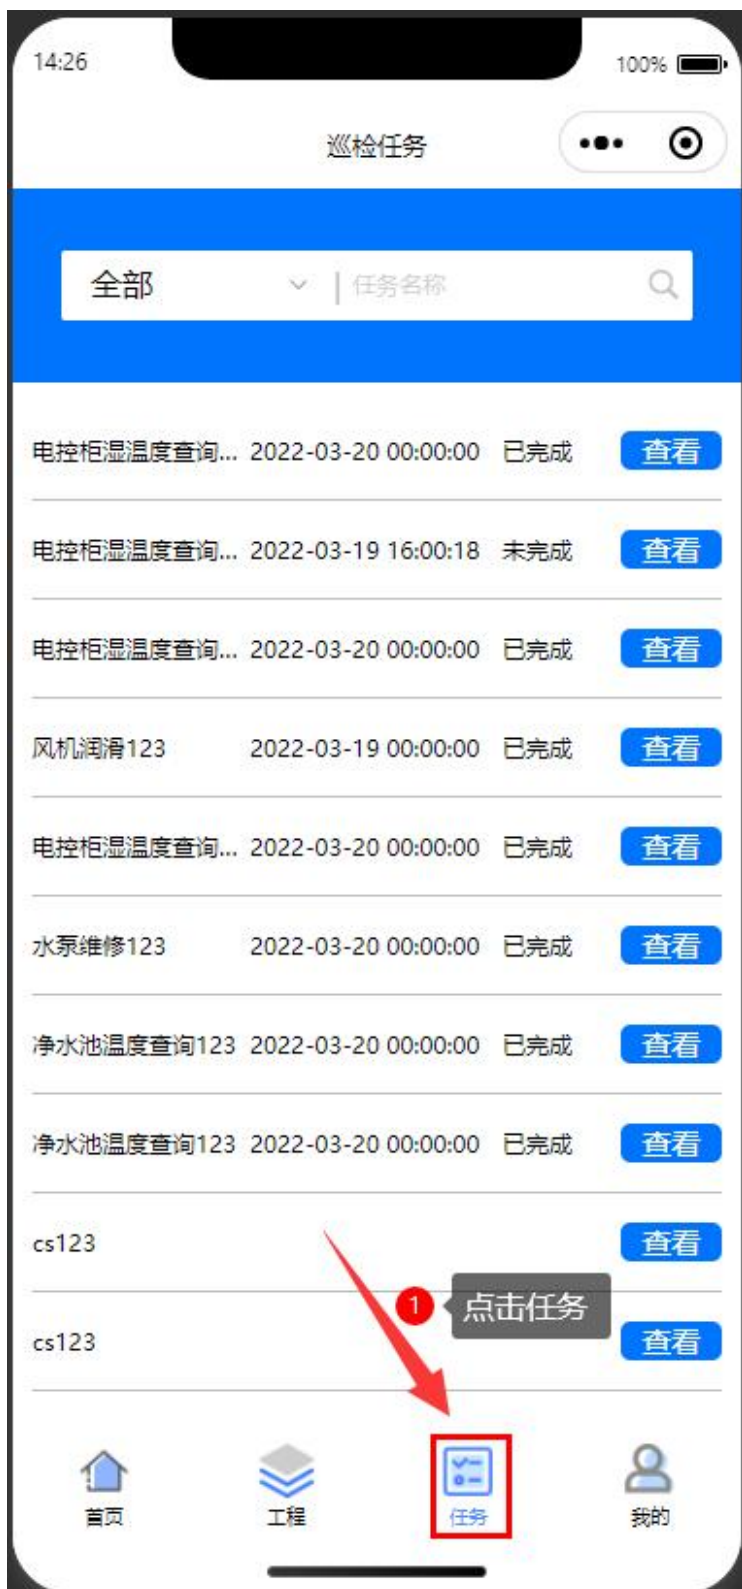 14:26 100%
巡检任务
全部 任务名称
电控柜湿温度查询... 2022-03-20 00:00:00 已完成 查看
电控柜湿温度查询... 2022-03-19 16:00:18 未完成 查看
电控柜湿温度查询... 2022-03-20 00:00:00 已完成 查看
风机润滑123 2022-03-19 00:00:00 已完成 查看
电控柜湿温度查询... 2022-03-20 00:00:00 已完成 查看
水泵维修123 2022-03-20 00:00:00 已完成 查看
净水池温度查询123 2022-03-20 00:00:00 已完成 查看
净水池温度查询123 2022-03-20 00:00:00 已完成 查看
cs123 查看
1 点击任务
cs123 查看
首页 工程 任务 我的